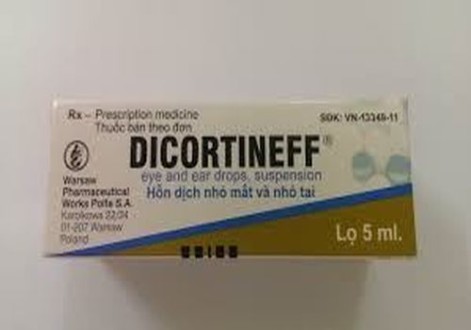 Rx – Prescription medicine
Thuốc bán theo đơn
SĐK: VN-13346-11
DICORTINEFF®
eye and ear drops, suspension
Hỗn dịch nhỏ mắt và nhỏ tai
Warsaw
Pharmaceutical
Works Polfa S.A.
Karolkowa 22/24
01-207 Warsaw
Poland
Lọ 5 ml.